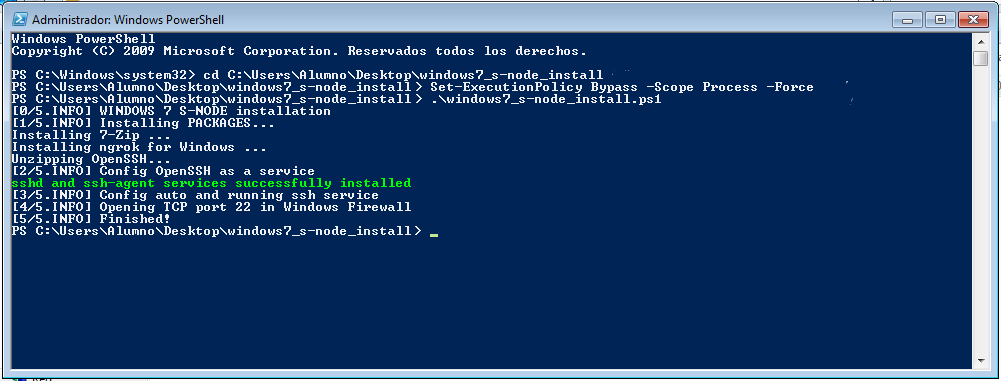 Administrador: Windows PowerShell
Windows PowerShell
Copyright (C) 2009 Microsoft Corporation. Reservados todos los derechos.
PS C:\Windows\system32> cd C:\Users\Alumno\Desktop\windows7_s-node_install
PS C:\Users\Alumno\Desktop\windows7_s-node_install> Set-ExecutionPolicy Bypass -Scope Process -Force
PS C:\Users\Alumno\Desktop\windows7_s-node_install> .\windows7_s-node_install.ps1
[0/5.INFO] WINDOWS 7 S-NODE installation
[1/5.INFO] Installing PACKAGES...
Installing 7-Zip ...
Installing ngrok for Windows ...
Unzipping OpenSSH...
[2/5.INFO] Config OpenSSH as a service
sshd and ssh-agent services successfully installed
[3/5.INFO] Config auto and running ssh service
[4/5.INFO] Opening TCP port 22 in Windows Firewall
[5/5.INFO] Finished!
PS C:\Users\Alumno\Desktop\windows7_s-node_install> _